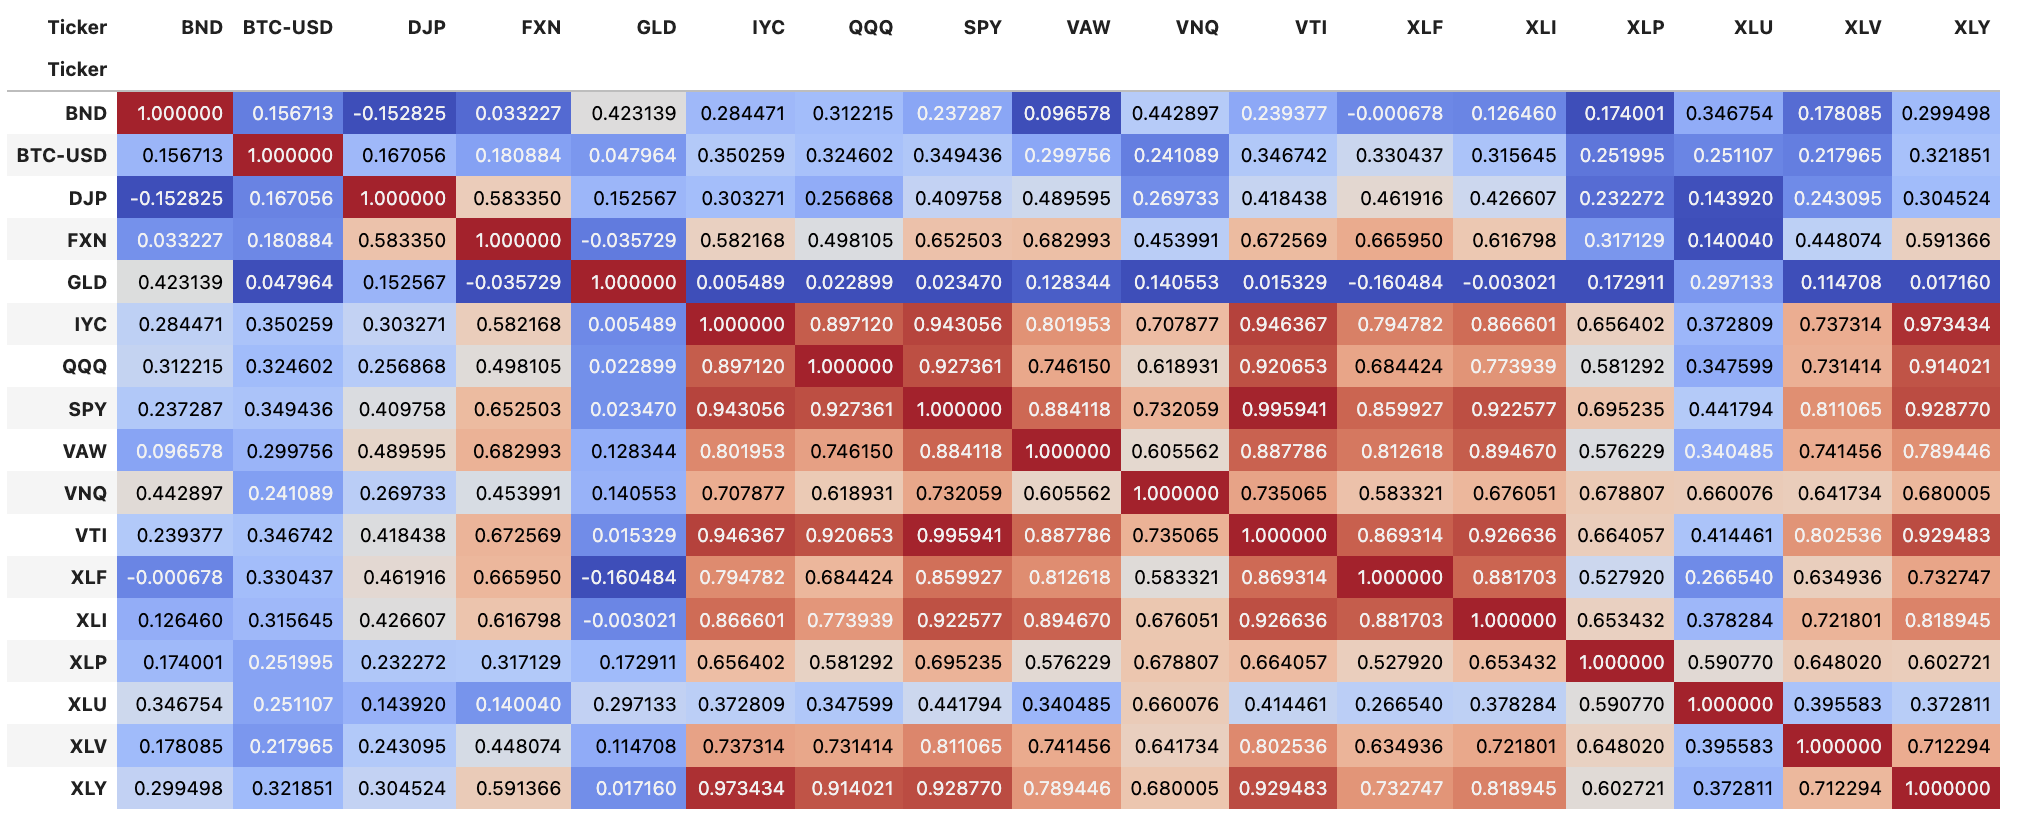 Ticker BND BTC-USD DJP FXN GLD IYC QQQ SPY VAW VNQ VTI XLF XLI XLP XLU XLV XLY
Ticker
BND 1.000000 0.156713 -0.152825 0.033227 0.423139 0.284471 0.312215 0.237287 0.096578 0.442897 0.239377 -0.000678 0.126460 0.174001 0.346754 0.178085 0.299498
BTC-USD 0.156713 1.000000 0.167056 0.180884 0.047964 0.350259 0.324602 0.349436 0.299756 0.241089 0.346742 0.330437 0.315645 0.251995 0.251107 0.217965 0.321851
DJP -0.152825 0.167056 1.000000 0.583350 0.152567 0.303271 0.256868 0.409758 0.489595 0.269733 0.418438 0.461916 0.426607 0.232272 0.143920 0.243095 0.304524
FXN 0.033227 0.180884 0.583350 1.000000 -0.035729 0.582168 0.498105 0.652503 0.682993 0.453991 0.672569 0.665950 0.616798 0.317129 0.140040 0.448074 0.591366
GLD 0.423139 0.047964 0.152567 -0.035729 1.000000 0.005489 0.022899 0.023470 0.128344 0.140553 0.015329 -0.160484 -0.003021 0.172911 0.297133 0.114708 0.017160
IYC 0.284471 0.350259 0.303271 0.582168 0.005489 1.000000 0.897120 0.943056 0.801953 0.707877 0.946367 0.794782 0.866601 0.656402 0.372809 0.737314 0.973434
QQQ 0.312215 0.324602 0.256868 0.498105 0.022899 0.897120 1.000000 0.927361 0.746150 0.618931 0.920653 0.684424 0.773939 0.581292 0.347599 0.731414 0.914021
SPY 0.237287 0.349436 0.409758 0.652503 0.023470 0.943056 0.927361 1.000000 0.884118 0.732059 0.995941 0.859927 0.922577 0.695235 0.441794 0.811065 0.928770
VAW 0.096578 0.299756 0.489595 0.682993 0.128344 0.801953 0.746150 0.884118 1.000000 0.605562 0.887786 0.812618 0.894670 0.576229 0.340485 0.741456 0.789446
VNQ 0.442897 0.241089 0.269733 0.453991 0.140553 0.707877 0.618931 0.732059 0.605562 1.000000 0.735065 0.583321 0.676051 0.678807 0.660076 0.641734 0.680005
VTI 0.239377 0.346742 0.418438 0.672569 0.015329 0.946367 0.920653 0.995941 0.887786 0.735065 1.000000 0.869314 0.926636 0.664057 0.414461 0.802536 0.929483
XLF -0.000678 0.330437 0.461916 0.665950 -0.160484 0.794782 0.684424 0.859927 0.812618 0.583321 0.869314 1.000000 0.881703 0.527920 0.266540 0.634936 0.732747
XLI 0.126460 0.315645 0.426607 0.616798 -0.003021 0.866601 0.773939 0.922577 0.894670 0.676051 0.926636 0.881703 1.000000 0.653432 0.378284 0.721801 0.818945
XLP 0.174001 0.251995 0.232272 0.317129 0.172911 0.656402 0.581292 0.695235 0.576229 0.678807 0.664057 0.527920 0.653432 1.000000 0.590770 0.648020 0.602721
XLU 0.346754 0.251107 0.143920 0.140040 0.297133 0.372809 0.347599 0.441794 0.340485 0.660076 0.414461 0.266540 0.378284 0.590770 1.000000 0.395583 0.372811
XLV 0.178085 0.217965 0.243095 0.448074 0.114708 0.737314 0.731414 0.811065 0.741456 0.641734 0.802536 0.634936 0.721801 0.648020 0.395583 1.000000 0.712294
XLY 0.299498 0.321851 0.304524 0.591366 0.017160 0.973434 0.914021 0.928770 0.789446 0.680005 0.929483 0.732747 0.818945 0.602721 0.372811 0.712294 1.000000